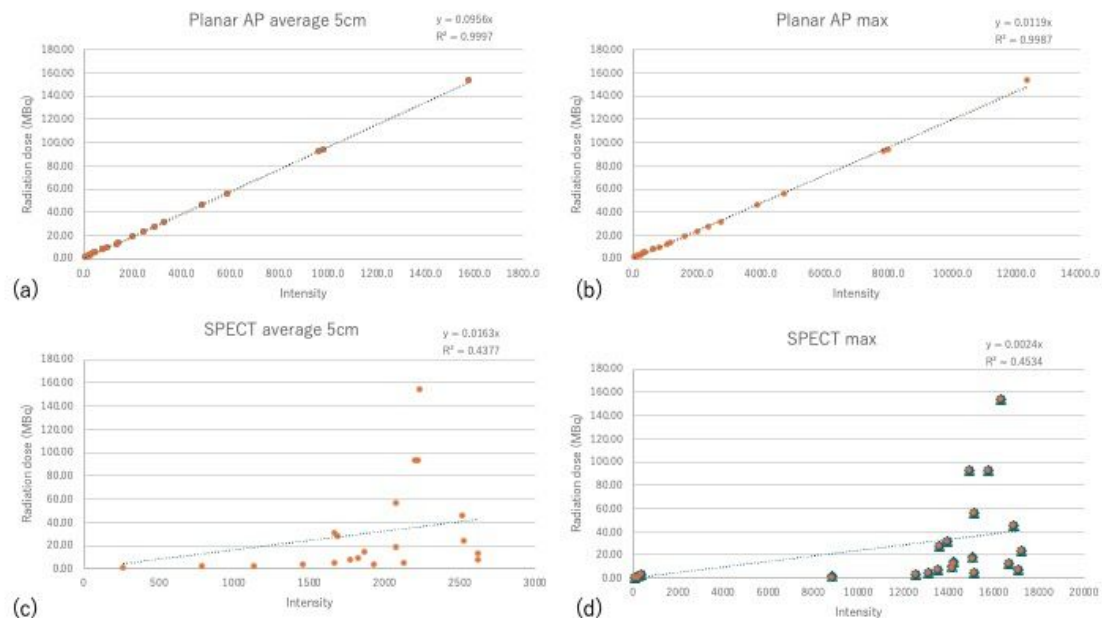 Planar AP average 5cm
y = 0.0956x
R² = 0.9997
180.00
160.00
140.00
120.00
100.00
80.00
60.00
40.00
20.00
0.00
Radiation dose (MBq)
0.0 200.0 400.0 600.0 800.0 1000.0 1200.0 1400.0 1600.0 1800.0
Intensity
(a)
Planar AP max
y = 0.0119x
R² = 0.9987
180.00
160.00
140.00
120.00
100.00
80.00
60.00
40.00
20.00
0.00
Radiation dose (MBq)
0.0 2000.0 4000.0 6000.0 8000.0 10000.0 12000.0 14000.0
Intensity
(b)
SPECT average 5cm
y = 0.0163x
R² = 0.4377
180.00
160.00
140.00
120.00
100.00
80.00
60.00
40.00
20.00
0.00
Radiation dose (MBq)
0 500 1000 1500 2000 2500 3000
Intensity
(c)
SPECT max
y = 0.0024x
R² = 0.4534
180.00
160.00
140.00
120.00
100.00
80.00
60.00
40.00
20.00
0.00
Radiation dose (MBq)
0 2000 4000 6000 8000 10000 12000 14000 16000 18000 20000
Intensity
(d)